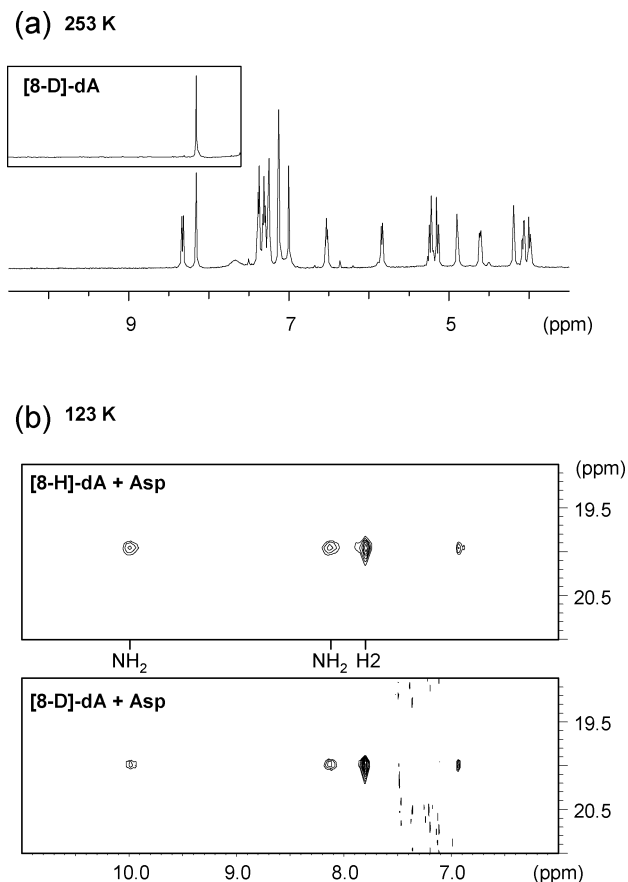 (a) 253 K
[8-D]-dA
9 7 5 (ppm)
(b) 123 K
(ppm)
[8-H]-dA + Asp
19.5
20.5
NH2 NH2 H2
[8-D]-dA + Asp
19.5
20.5
10.0 9.0 8.0 7.0 (ppm)